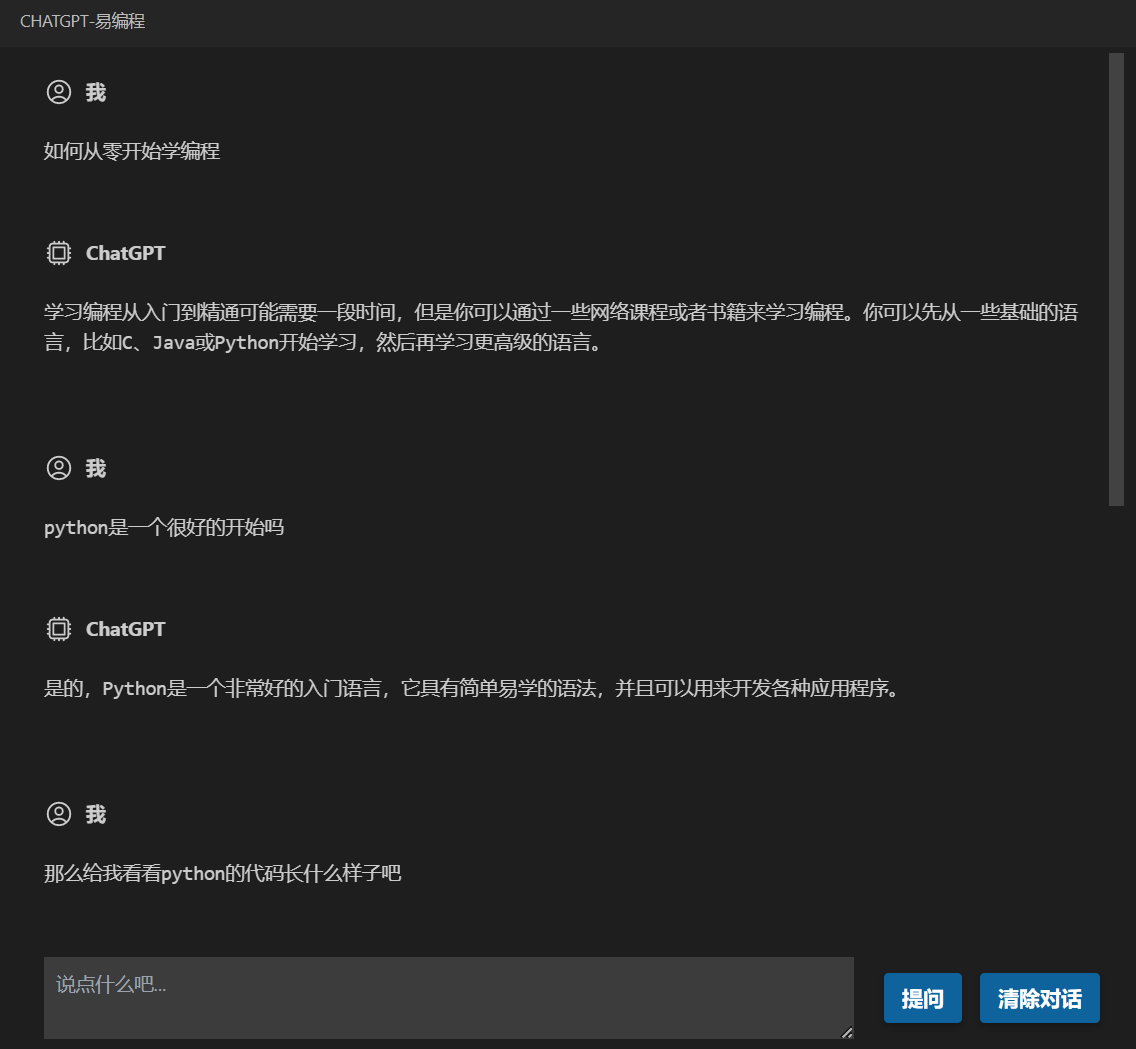 CHATGPT-易编程
我
如何从零开始学编程
ChatGPT
学习编程从入门到精通可能需要一段时间，但是你可以通过一些网络课程或者书籍来学习编程。你可以先从一些基础的语
言，比如C、Java或Python开始学习，然后再学习更高级的语言。
我
python是一个很好的开始吗
ChatGPT
是的，Python是一个非常好的入门语言，它具有简单易学的语法，并且可以用来开发各种应用程序。
我
那么给我看看python的代码长什么样子吧
说点什么吧...
提问
清除对话